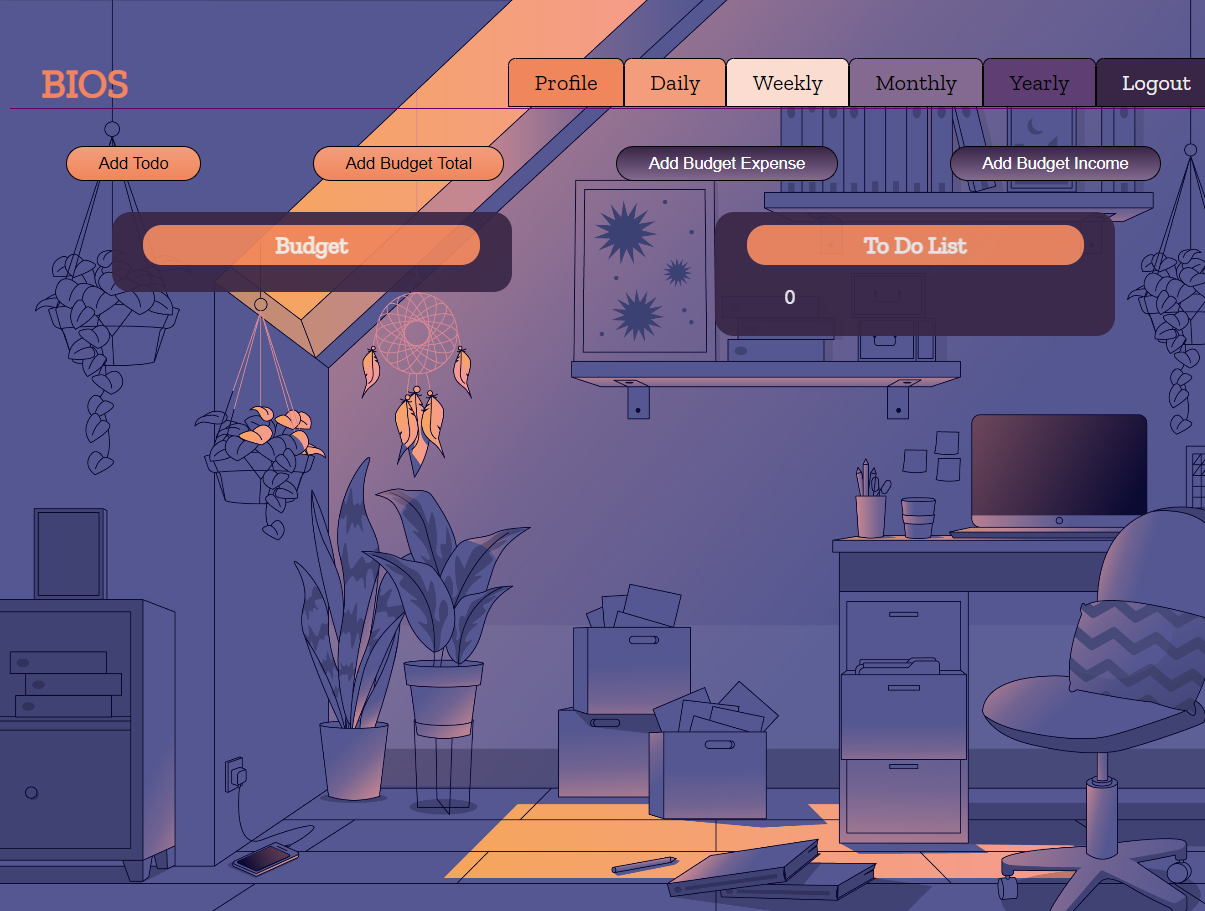 BIOS
Profile Daily Weekly Monthly Yearly Logout
Add Todo Add Budget Total Add Budget Expense Add Budget Income
Budget To Do List
0